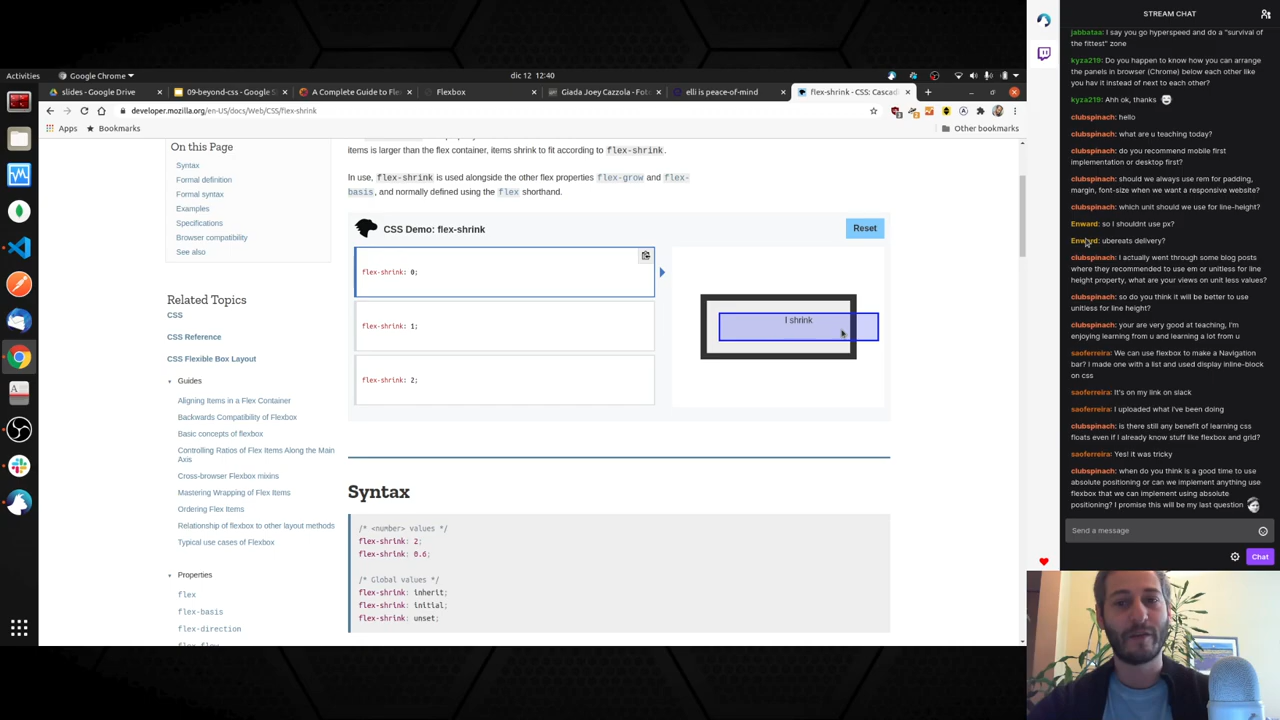 Activities
Google Chrome
dic 12 12:40
slides - Google Drive
09-beyond-css - Google S
A Complete Guide to Fle
Flexbox
Giada Joey Cazzola - Fot
elli is peace-of-mind
flex-shrink - CSS: Cascad
developer.mozilla.org/en-US/docs/Web/CSS/flex-shrink
Apps
Bookmarks
Other bookmarks
On this Page
Syntax
Formal definition
Formal syntax
Examples
Specifications
Browser compatibility
See also
Related Topics
CSS
CSS Reference
CSS Flexible Box Layout
Guides
Aligning Items in a Flex Container
Backwards Compatibility of Flexbox
Basic concepts of flexbox
Controlling Ratios of Flex Items Along the Main
Axis
Cross-browser Flexbox mixins
Mastering Wrapping of Flex Items
Ordering Flex Items
Relationship of flexbox to other layout methods
Typical use cases of Flexbox
Properties
flex
flex-basis
flex-direction
items is larger than the flex container, items shrink to fit according to flex-shrink.
In use, flex-shrink is used alongside the other flex properties flex-grow and flex-
basis, and normally defined using the flex shorthand.
CSS Demo: flex-shrink
Reset
flex-shrink: 0;
flex-shrink: 1;
flex-shrink: 2;
I shrink
Syntax
/* <number> values */
flex-shrink: 2;
flex-shrink: 0.6;
/* Global values */
flex-shrink: inherit;
flex-shrink: initial;
flex-shrink: unset;
STREAM CHAT
jabbataa: I say you go hyperspeed and do a "survival of
the fittest" zone
kyza219: Do you happen to know how you can arrange
the panels in browser (Chrome) below each other like
you hav it instead of next to each other?
kyza219: Ahh ok, thanks
clubspinach: hello
clubspinach: what are u teaching today?
clubspinach: do you recommend mobile first
implementation or desktop first?
clubspinach: should we always use rem for padding,
margin, font-size when we want a responsive website?
clubspinach: which unit should we use for line-height?
Enward: so I shouldnt use px?
Enward: ubereats delivery?
clubspinach: I actually went through some blog posts
where they recommended to use em or unitless for line
height property, what are your views on unit less values?
clubspinach: so do you think it will be better to use
unitless for line height?
clubspinach: your are very good at teaching, I'm
enjoying learning from u and learning a lot from u
saoferreira: We can use flexbox to make a Navigation
bar? I made one with a list and used display inline-block
on css
saoferreira: It's on my link on slack
saoferreira: I uploaded what I've been doing
clubspinach: is there still any benefit of learning css
floats even if I already know stuff like flexbox and grid?
saoferreira: Yes! it was tricky
clubspinach: when do you think is a good time to use
absolute positioning or can we implement anything use
flexbox that we can implement using absolute
positioning? I promise this will be my last question
Send a message
Chat